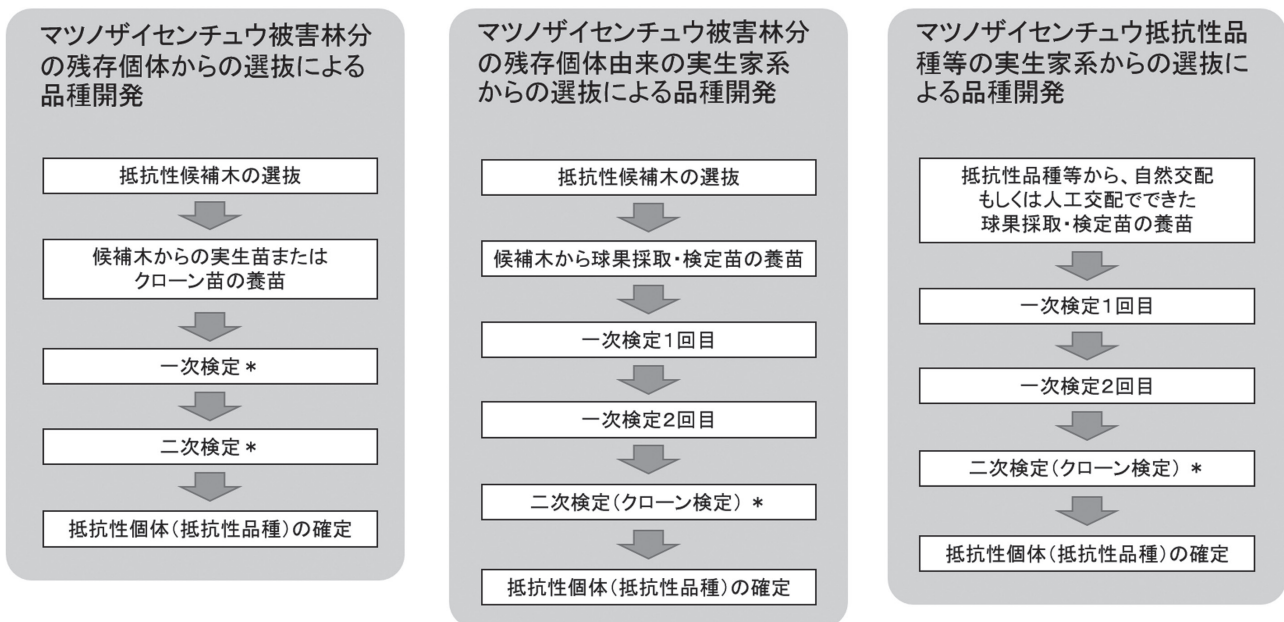 マツノザイセンチュウ被害林分
の残存個体からの選抜による
品種開発
抵抗性候補木の選抜
候補木からの実生苗または
クローン苗の養苗
一次検定*
二次検定*
抵抗性個体(抵抗性品種)の確定
マツノザイセンチュウ被害林分
の残存個体由来の実生家系
からの選抜による品種開発
抵抗性候補木の選抜
候補木から球果採取・検定苗の養苗
一次検定1回目
一次検定2回目
二次検定(クローン検定) *
抵抗性個体(抵抗性品種)の確定
マツノザイセンチュウ抵抗性品
種等の実生家系からの選抜に
よる品種開発
抵抗性品種等から、自然交配
もしくは人工交配でできた
球果採取・検定苗の養苗
一次検定1回目
一次検定2回目
二次検定(クローン検定) *
抵抗性個体(抵抗性品種)の確定